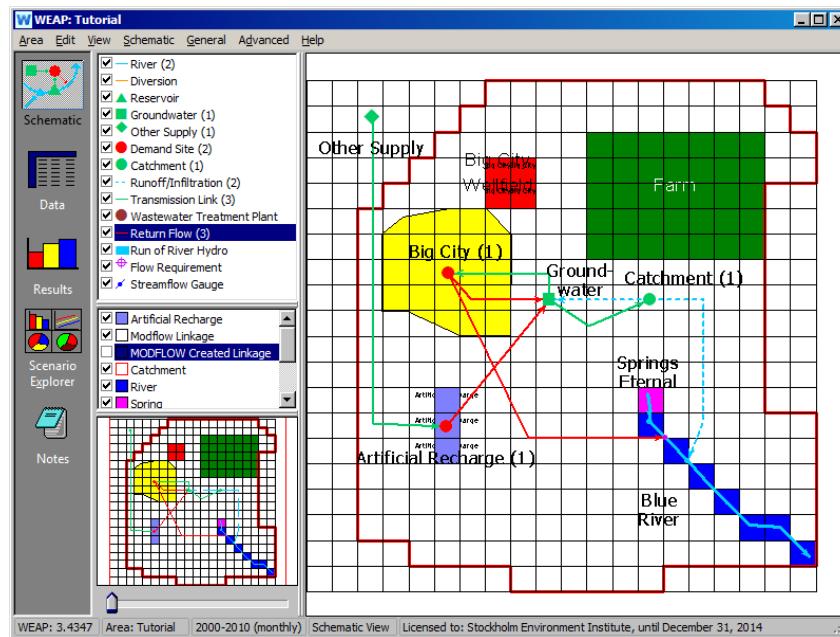 WEAP: Tutorial
Area Edit View Schematic General Advanced Help
Schematic
Data
Results
Scenario
Explorer
Notes
River (2)
Diversion
Reservoir
Groundwater (1)
Other Supply (1)
Demand Site (2)
Catchment (1)
Runoff/Infiltration (2)
Transmission Link (3)
Wastewater Treatment Plant
Return Flow (3)
Run of River Hydro
Flow Requirement
Streamflow Gauge
Artificial Recharge
Modflow Linkage
MODFLOW Created Linkage
Catchment
River
Spring
Other Supply
Big City
Wellfield
Farm
Big City (1)
Ground-
water
Catchment (1)
Springs
Eternal
Artificial Recharge (1)
Blue
River
WEAP: 3.4347 Area: Tutorial 2000-2010 (monthly) Schematic View Licensed to: Stockholm Environment Institute, until December 31, 2014